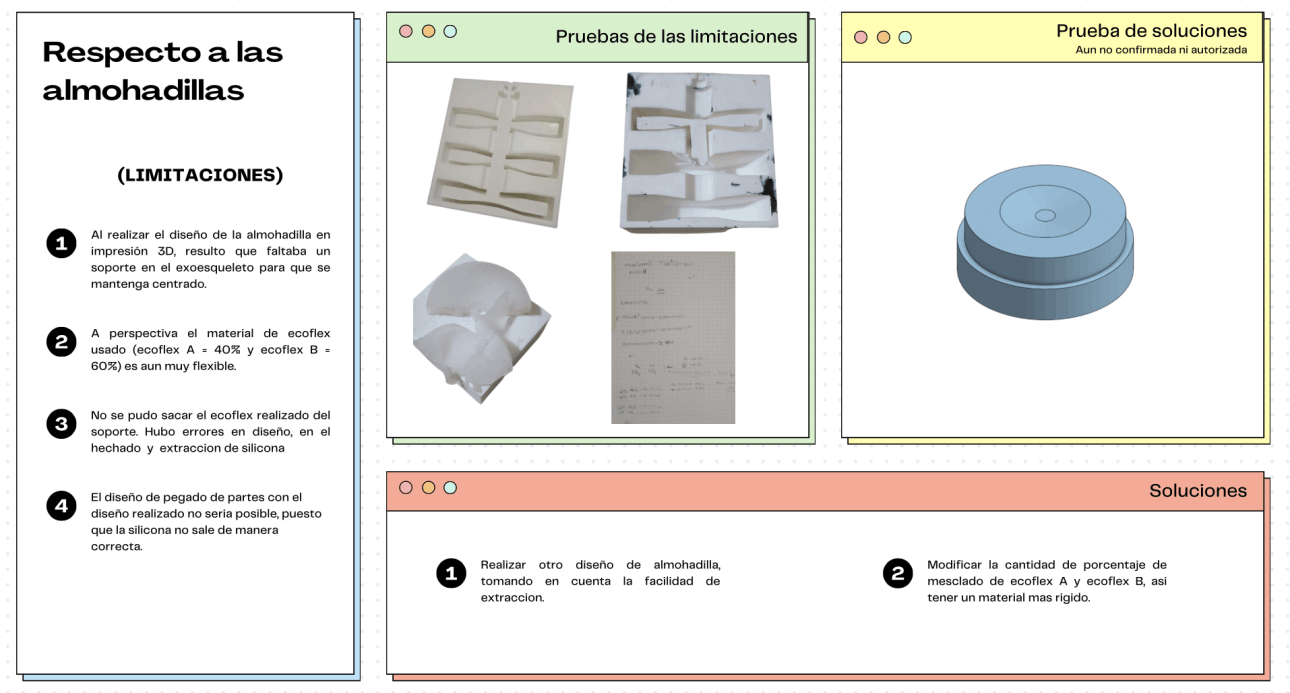 Respecto a las
almohadillas
(LIMITACIONES)
1
Al realizar el diseño de la almohadilla en
impresión 3D, resulto que faltaba un
soporte en el exoesqueleto para que se
mantenga centrado.
2
A perspectiva el material de ecoflex
usado (ecoflex A = 40% y ecoflex B =
60%) es aun muy flexible.
3
No se pudo sacar el ecoflex realizado del
soporte. Hubo errores en diseño, en el
hechado y extraccion de silicona
4
El diseño de pegado de partes con el
diseño realizado no seria posible, puesto
que la silicona no sale de manera
correcta.
Pruebas de las limitaciones
Prueba de soluciones
Aun no confirmada ni autorizada
Soluciones
1
Realizar otro diseño de almohadilla,
tomando en cuenta la facilidad de
extraccion.
2
Modificar la cantidad de porcentaje de
mesclado de ecoflex A y ecoflex B, asi
tener un material mas rigido.